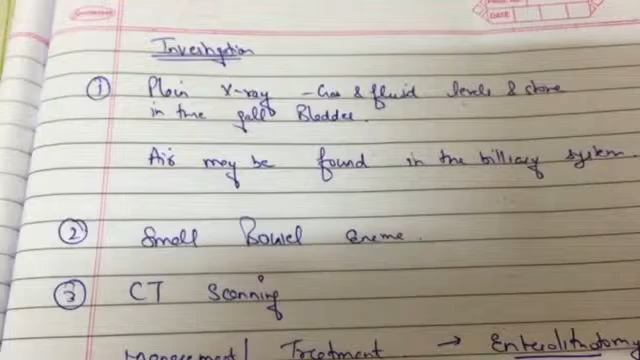 DATE
Investigation
① Plain X-ray - Gas & fluid levels & stone
in the gall Bladder.
Air may be found in the billiary system.
② Small Bowel enema.
③ CT Scanning
Management / Treatment → Enterolithotomy